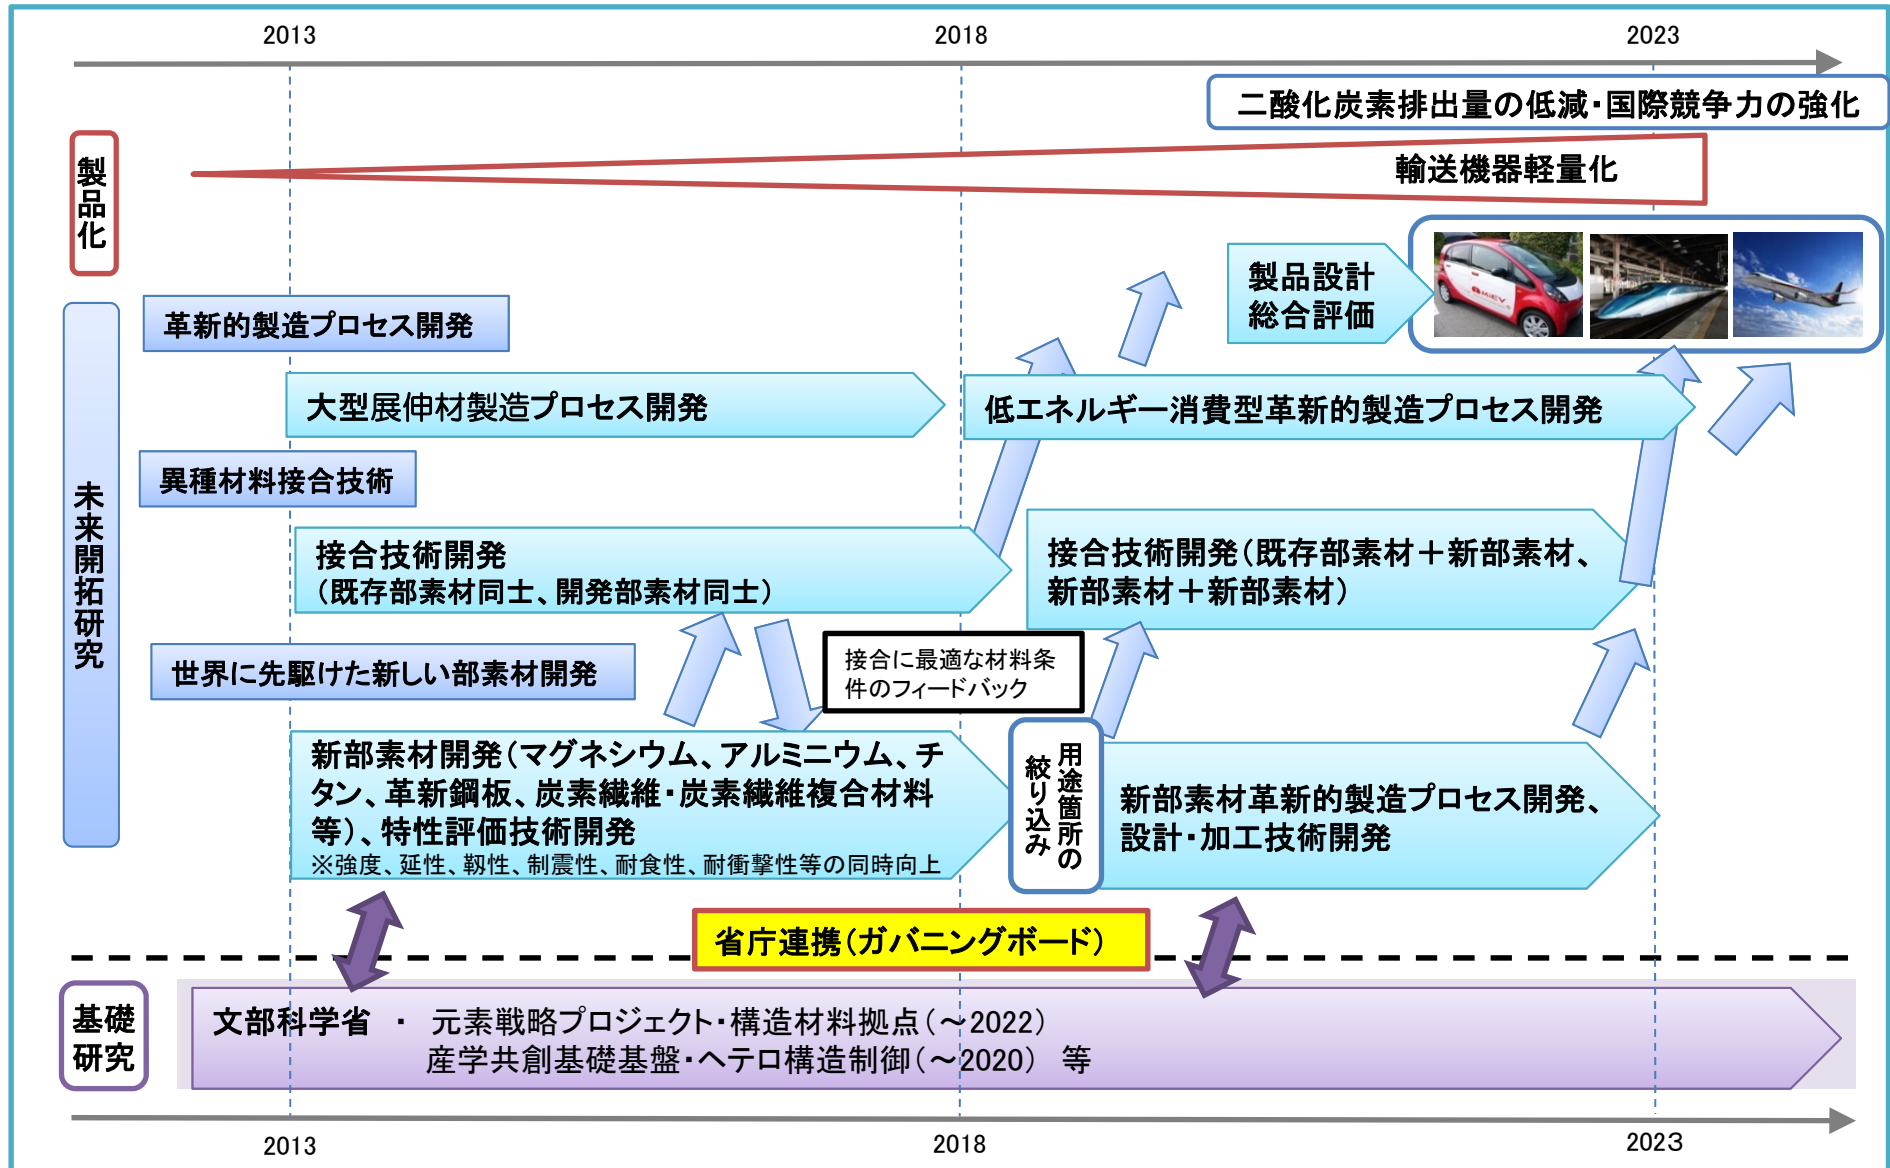 2013
2018
2023
二酸化炭素排出量の低減・国際競争力の強化
製品化
輸送機器軽量化
製品設計
総合評価
未来開拓研究
革新的製造プロセス開発
大型展伸材製造プロセス開発
低エネルギー消費型革新的製造プロセス開発
異種材料接合技術
接合技術開発
（既存部素材同士、開発部素材同士）
接合技術開発（既存部素材＋新部素材、
新部素材＋新部素材）
世界に先駆けた新しい部素材開発
接合に最適な材料条
件のフィードバック
新部素材開発（マグネシウム、アルミニウム、チ
タン、革新鋼板、炭素繊維・炭素繊維複合材料
等）、特性評価技術開発
※強度、延性、靱性、制震性、耐食性、耐衝撃性等の同時向上
用途箇所の
絞り込み
新部素材革新的製造プロセス開発、
設計・加工技術開発
省庁連携（ガバニングボード）
基礎
研究
文部科学省 ・ 元素戦略プロジェクト・構造材料拠点（～2022）
産学共創基礎基盤・ヘテロ構造制御（～2020） 等
2013
2018
2023